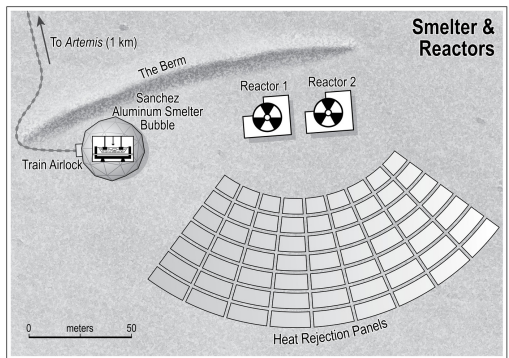 Smelter &
Reactors
To Artemis (1 km)
The Berm
Sanchez
Aluminum Smelter
Bubble
Train Airlock
Reactor 1
Reactor 2
Heat Rejection Panels
0 meters 50